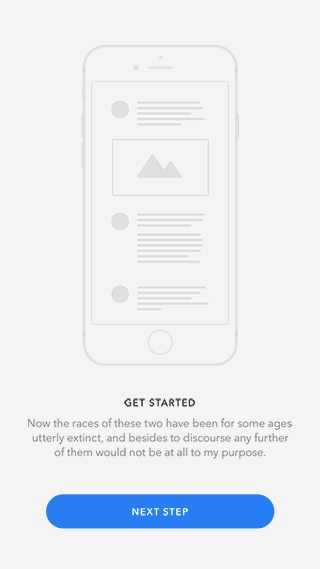 GET STARTED
Now the races of these two have been for some ages
utterly extinct, and besides to discourse any further
of them would not be at all to my purpose.
NEXT STEP